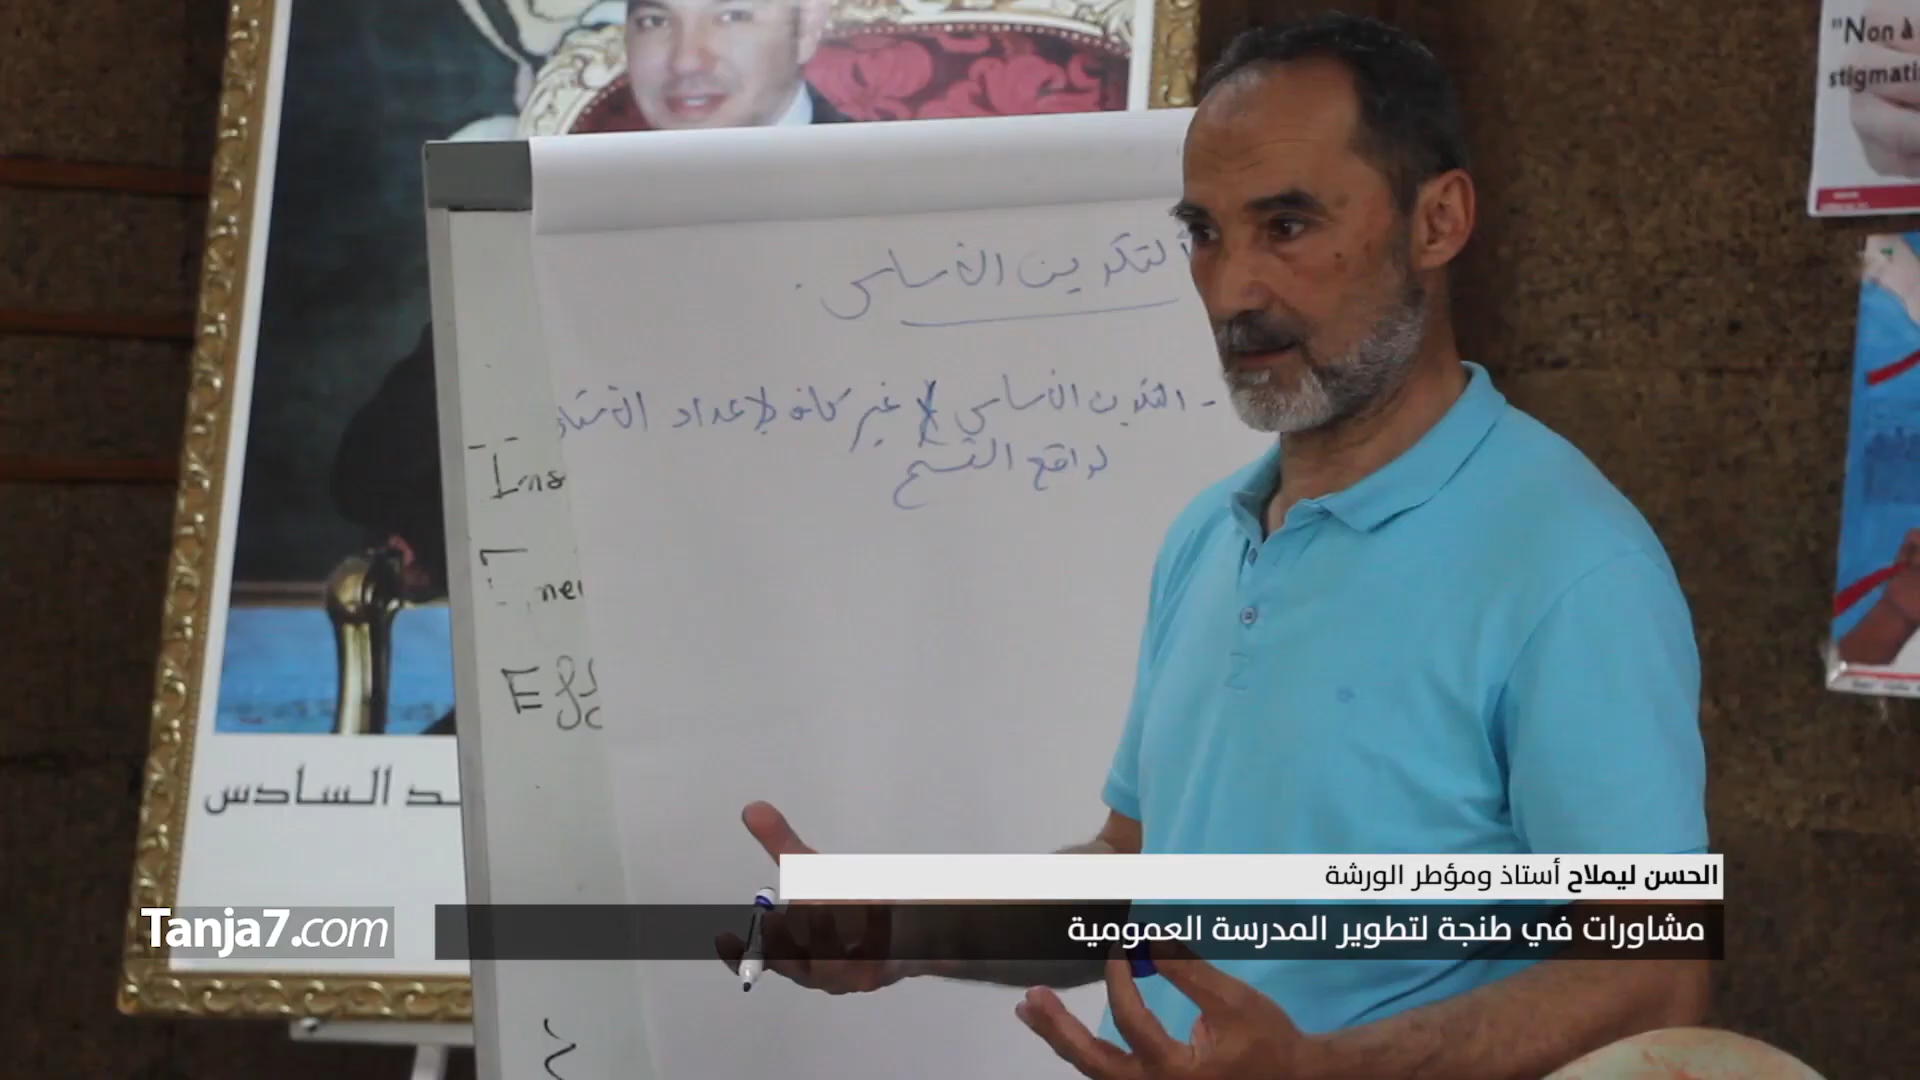 "Non à
stigmati
التكوين الأساسي.
- التكوين الأساسي غير كاف لإعداد الأستاذ
لواقع القسم
Ins
E
السادس
الحسن ليملاح أستاذ ومؤطر الورشة
Tanja7.com
مشاورات في طنجة لتطوير المدرسة العمومية